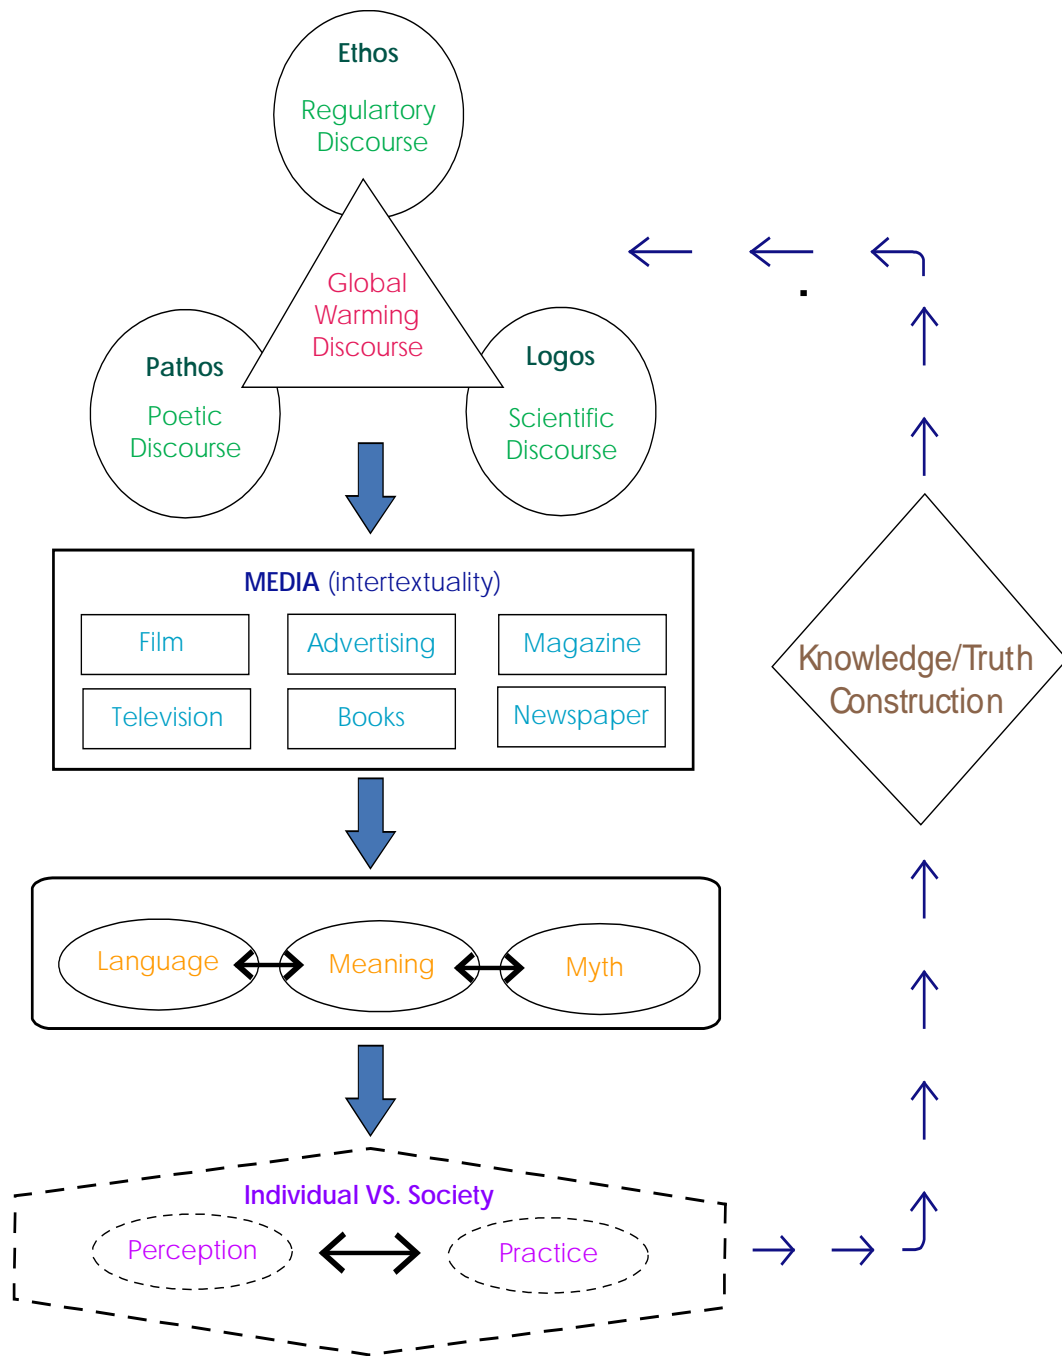 Ethos
Regulartory
Discourse
Global
Warming
Discourse
Pathos
Poetic
Discourse
Logos
Scientific
Discourse
MEDIA (intertextuality)
Film
Advertising
Magazine
Television
Books
Newspaper
Knowledge/Truth
Construction
Language
Meaning
Myth
Individual VS. Society
Perception
Practice